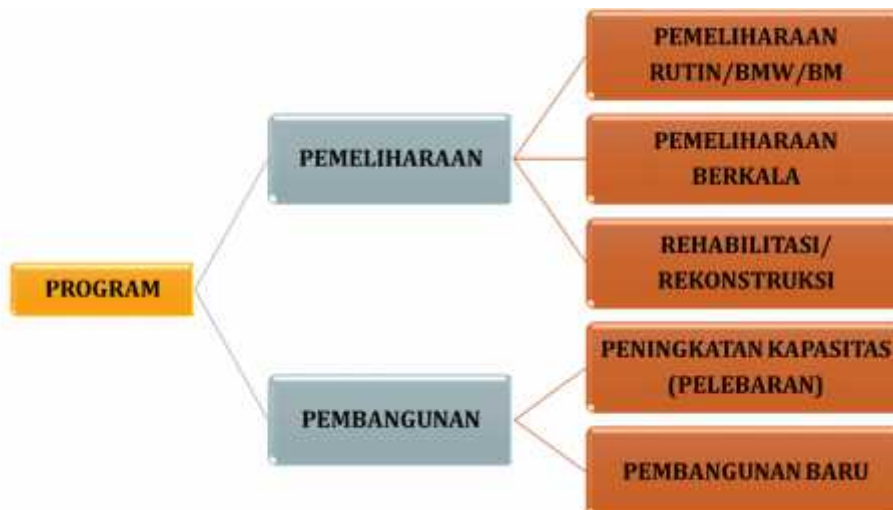 PROGRAM
PEMELIHARAAN
PEMELIHARAAN
RUTIN/BMW/BM
PEMELIHARAAN
BERKALA
REHABILITASI/
REKONSTRUKSI
PEMBANGUNAN
PENINGKATAN KAPASITAS
(PELEBARAN)
PEMBANGUNAN BARU